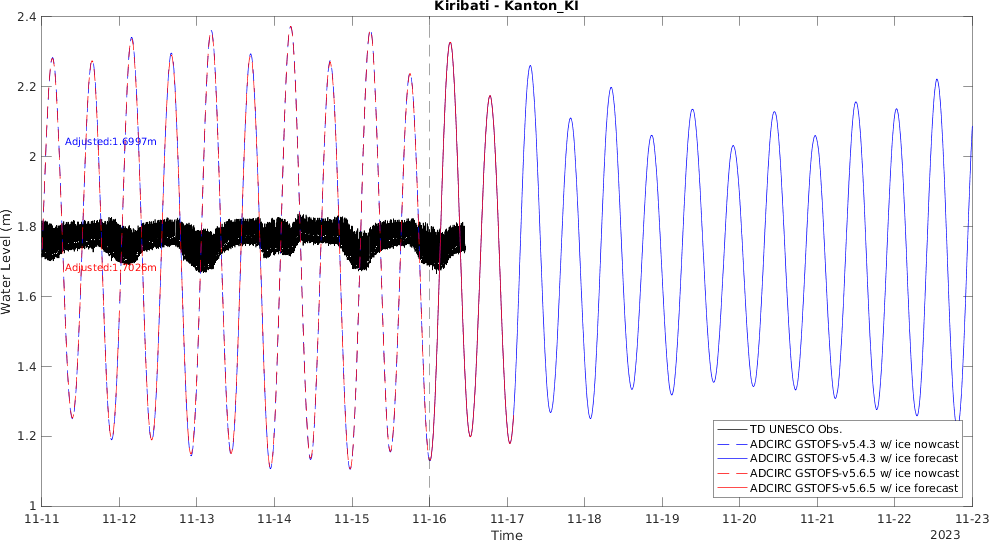 Kiribati - Kanton_KI
2.4
2.2
2
1.8
1.6
1.4
1.2
1
Water Level (m)
Adjusted:1.6997m
Adjusted:1.7026m
TD UNESCO Obs.
ADCIRC GSTOFS-v5.4.3 w/ ice nowcast
ADCIRC GSTOFS-v5.4.3 w/ ice forecast
ADCIRC GSTOFS-v5.6.5 w/ ice nowcast
ADCIRC GSTOFS-v5.6.5 w/ ice forecast
11-11 11-12 11-13 11-14 11-15 11-16 11-17 11-18 11-19 11-20 11-21 11-22 11-23
Time
2023